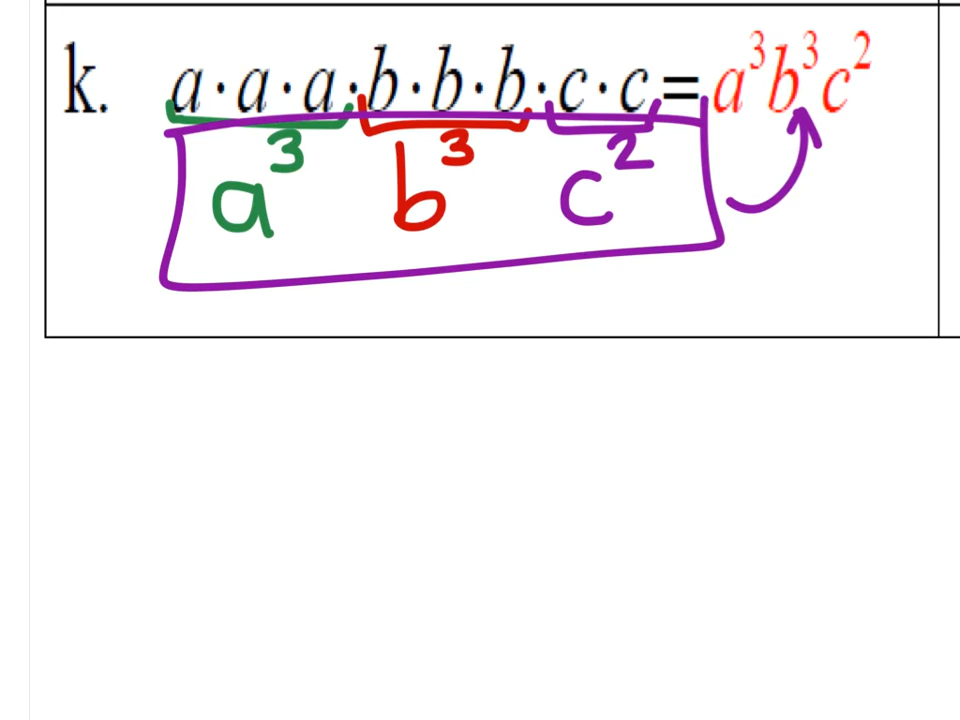 k. a · a · a · b · b · b · c · c = a³b³c²
a³ b³ c²